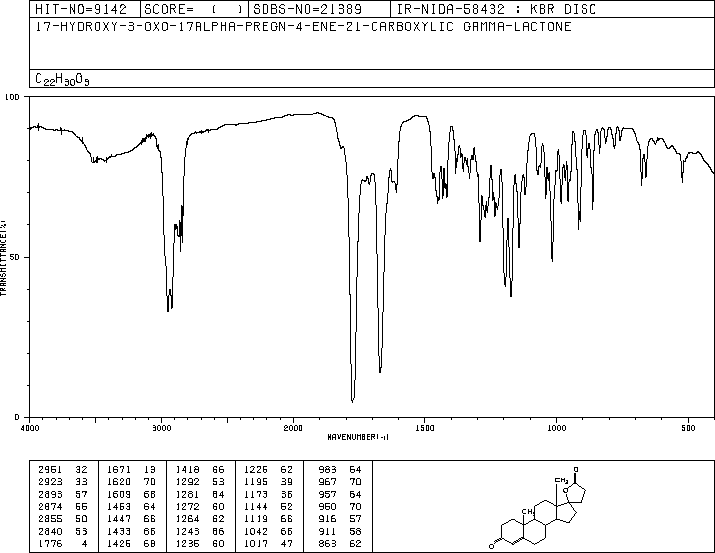 HIT-NO=9142 SCORE= ( ) SDBS-NO=21389 IR-NIDA-58432 : KBR DISC
17-HYDROXY-3-OXO-17ALPHA-PREGN-4-ENE-21-CARBOXYLIC GAMMA-LACTONE
C22H30O3
100
50
0
TRANSMITTANCE(%)
4000 3000 2000 1500 1000 500
WAVENUMBER(-1)
2951 32 1671 13 1418 66 1226 62 983 64
2923 33 1620 70 1292 53 1195 39 967 70
2893 57 1609 68 1281 64 1173 36 957 64
2874 55 1463 64 1272 60 1144 52 950 70
2855 50 1447 66 1264 62 1119 66 916 57
2840 53 1433 66 1243 66 1042 66 911 58
1776 4 1426 68 1236 60 1017 47 863 62
O
CH3
O
CH3
O